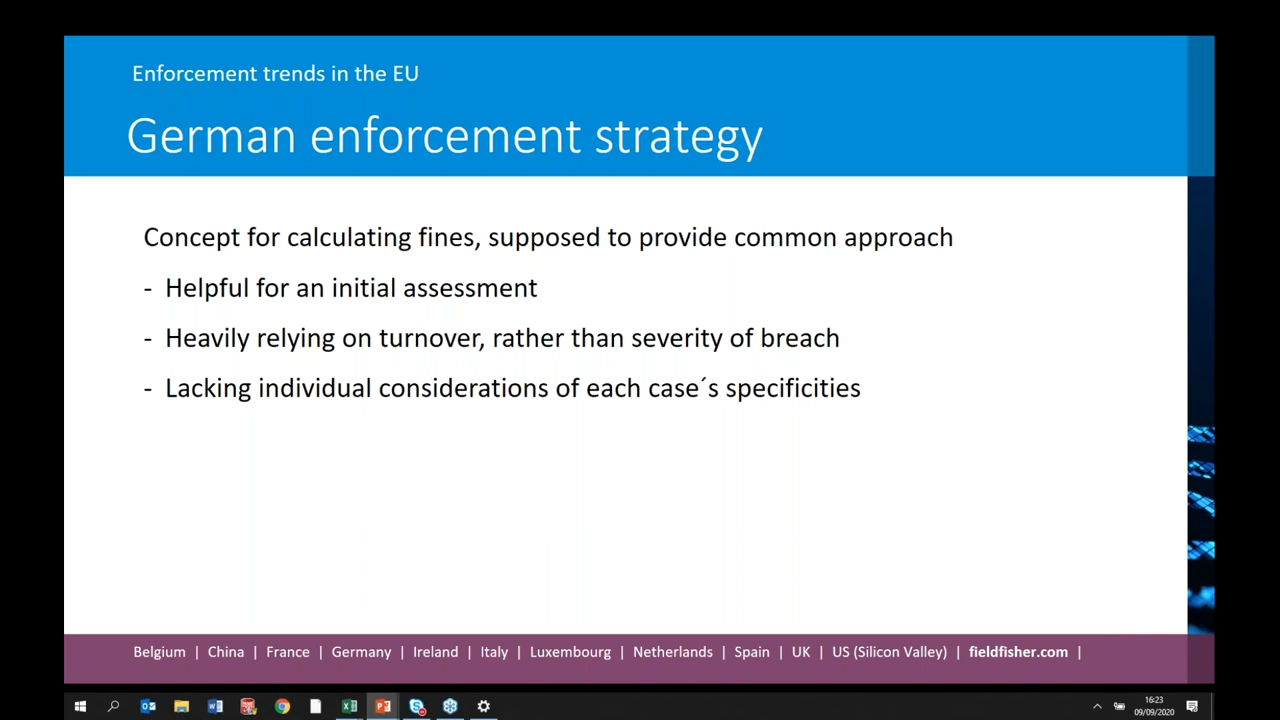 Enforcement trends in the EU
German enforcement strategy
Concept for calculating fines, supposed to provide common approach
- Helpful for an initial assessment
- Heavily relying on turnover, rather than severity of breach
- Lacking individual considerations of each case´s specificities
Belgium | China | France | Germany | Ireland | Italy | Luxembourg | Netherlands | Spain | UK | US (Silicon Valley) | fieldfisher.com |
16:23
09/09/2020